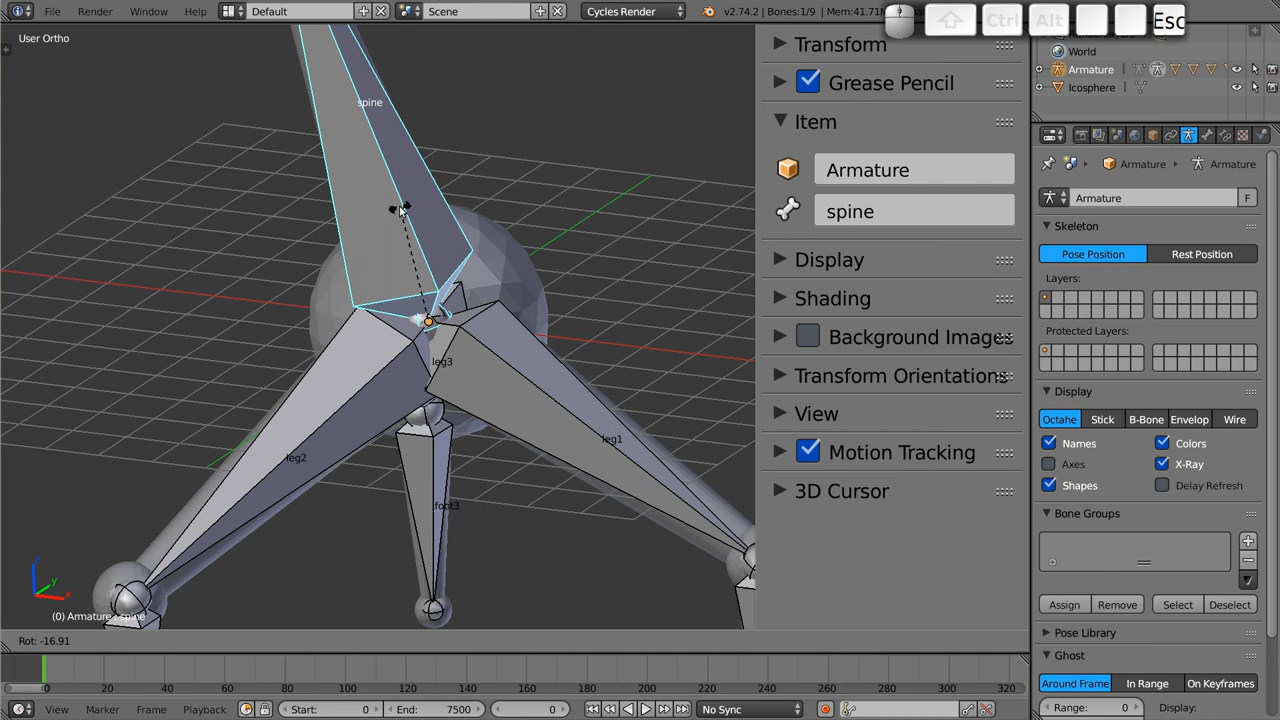 File Render Window Help Default Scene Cycles Render v2.74.2 | Bones:1/9 | Mem:41.71M Ctrl Alt Esc
User Ortho
World
Armature
Icosphere
Transform
Grease Pencil
Item
Armature
spine
Display
Shading
Background Images
Transform Orientations
View
Motion Tracking
3D Cursor
Armature Armature
Armature F
Skeleton
Pose Position Rest Position
Layers:
Protected Layers:
Display
Octahe Stick B-Bone Envelop Wire
Names Colors
Axes X-Ray
Shapes Delay Refresh
Bone Groups
Assign Remove Select Deselect
Pose Library
Ghost
Around Frame In Range On Keyframes
Range: 0 Display:
spine
leg3
leg1
leg2
foot3
z
y
x
(0) Armature : spine
Rot: -16.91
0 20 40 60 80 100 120 140 160 180 200 220 240 260 280 300 320
View Marker Frame Playback Start: 0 End: 7500 0 No Sync